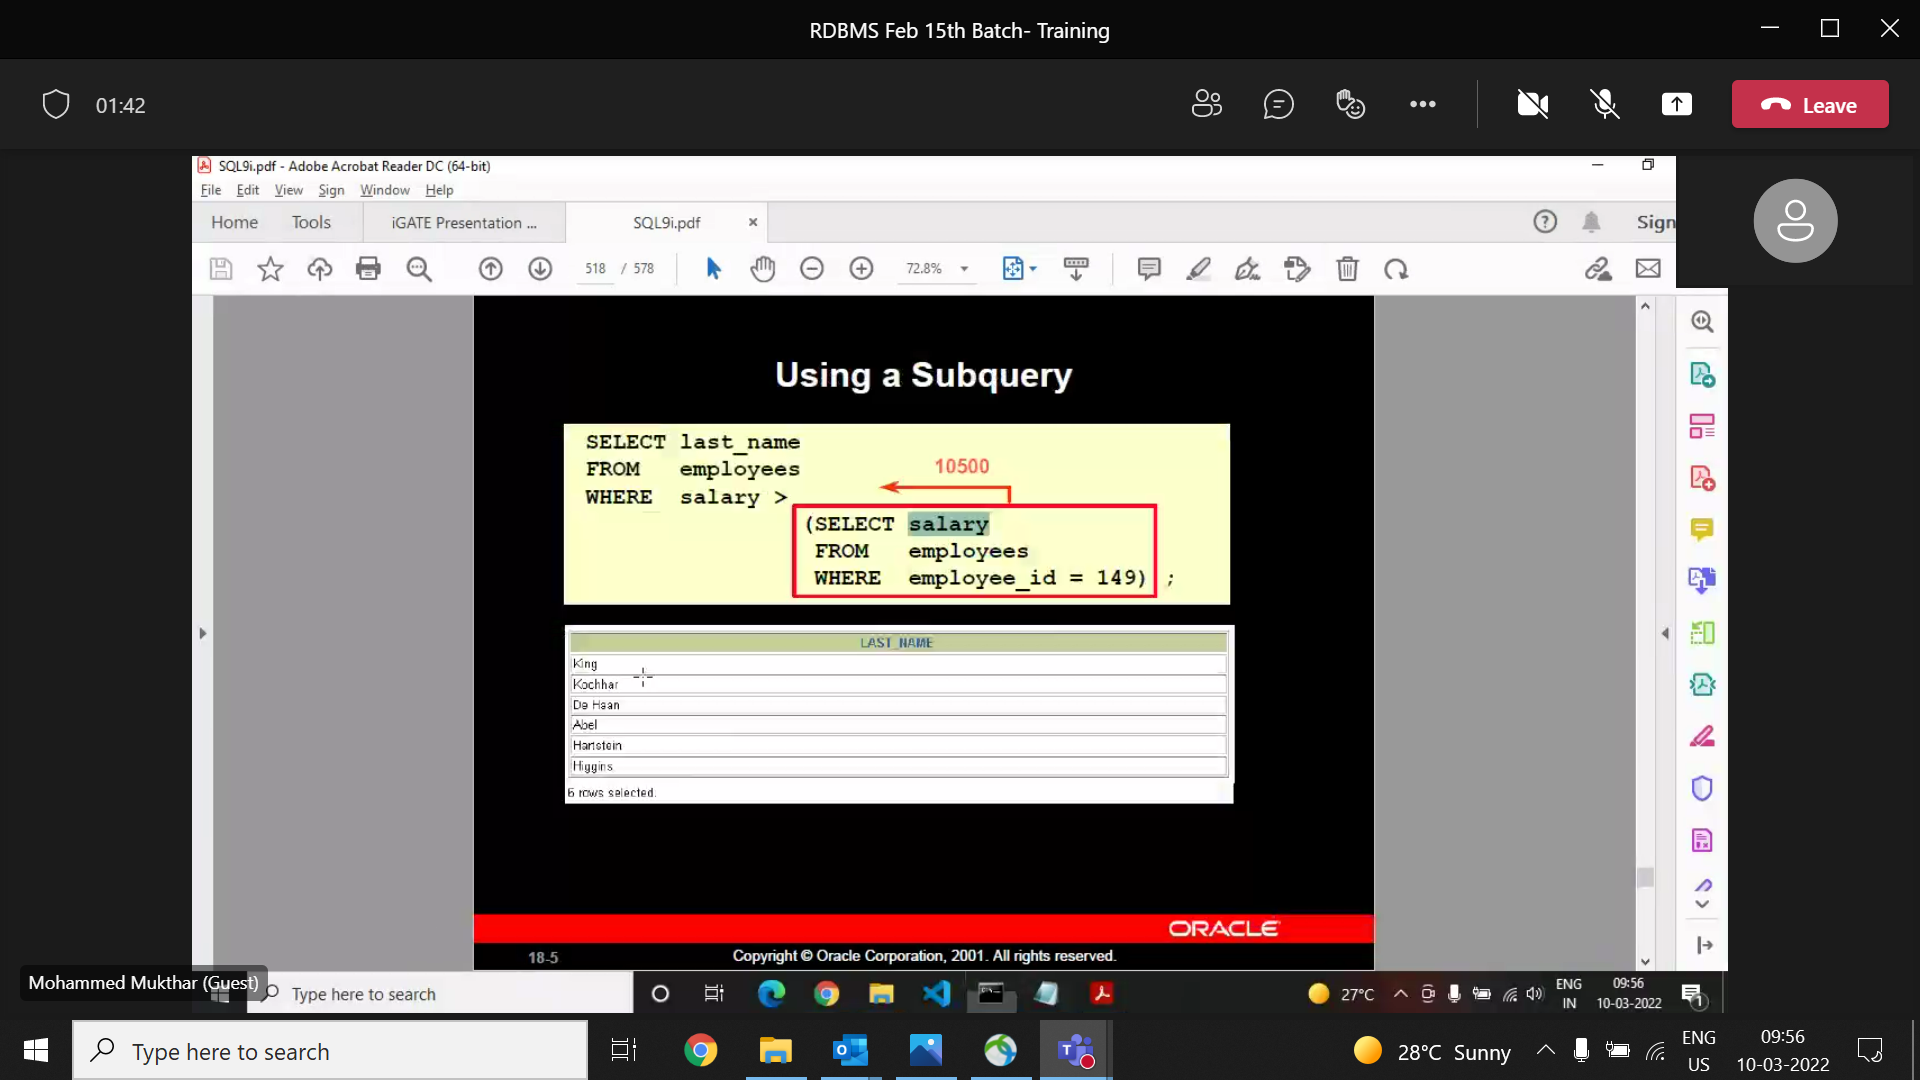 RDBMS Feb 15th Batch- Training
01:42
Leave
SQL9i.pdf - Adobe Acrobat Reader DC (64-bit)
File Edit View Sign Window Help
Home Tools iGATE Presentation ... SQL9i.pdf × Sign
518 / 578 72.8%
Using a Subquery
SELECT last_name
FROM employees
10500
WHERE salary >
(SELECT salary
FROM employees
WHERE employee_id = 149) ;
LAST_NAME
King
Kochhar
De Haan
Abel
Hartstein
Higgins
6 rows selected.
ORACLE
18-5 Copyright © Oracle Corporation, 2001. All rights reserved.
Mohammed Mukthar (Guest)
Type here to search 27°C ENG IN 09:56 10-03-2022 1
Type here to search 28°C Sunny ENG US 09:56 10-03-2022